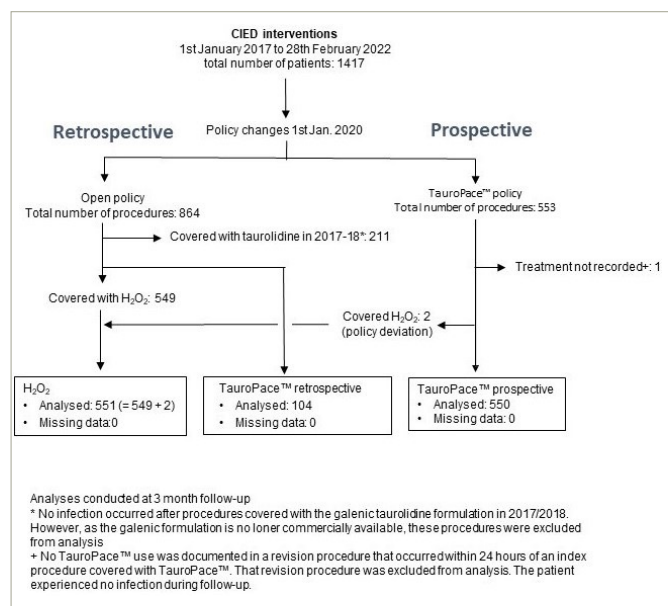 CIED interventions
1st January 2017 to 28th February 2022
total number of patients: 1417
Retrospective
Policy changes 1st Jan. 2020
Prospective
Open policy
Total number of procedures: 864
TauroPace™ policy
Total number of procedures: 553
Covered with taurolidine in 2017-18*: 211
Treatment not recorded+: 1
Covered with H₂O₂: 549
Covered H₂O₂: 2
(policy deviation)
H₂O₂
• Analysed: 551 (= 549 + 2)
• Missing data:0
TauroPace™ retrospective
• Analysed: 104
• Missing data: 0
TauroPace™ prospective
• Analysed: 550
• Missing data: 0
Analyses conducted at 3 month follow-up
* No infection occurred after procedures covered with the galenic taurolidine formulation in 2017/2018.
However, as the galenic formulation is no loner commercially available, these procedures were excluded
from analysis
+ No TauroPace™ use was documented in a revision procedure that occurred within 24 hours of an index
procedure covered with TauroPace™. That revision procedure was excluded from analysis. The patient
experienced no infection during follow-up.